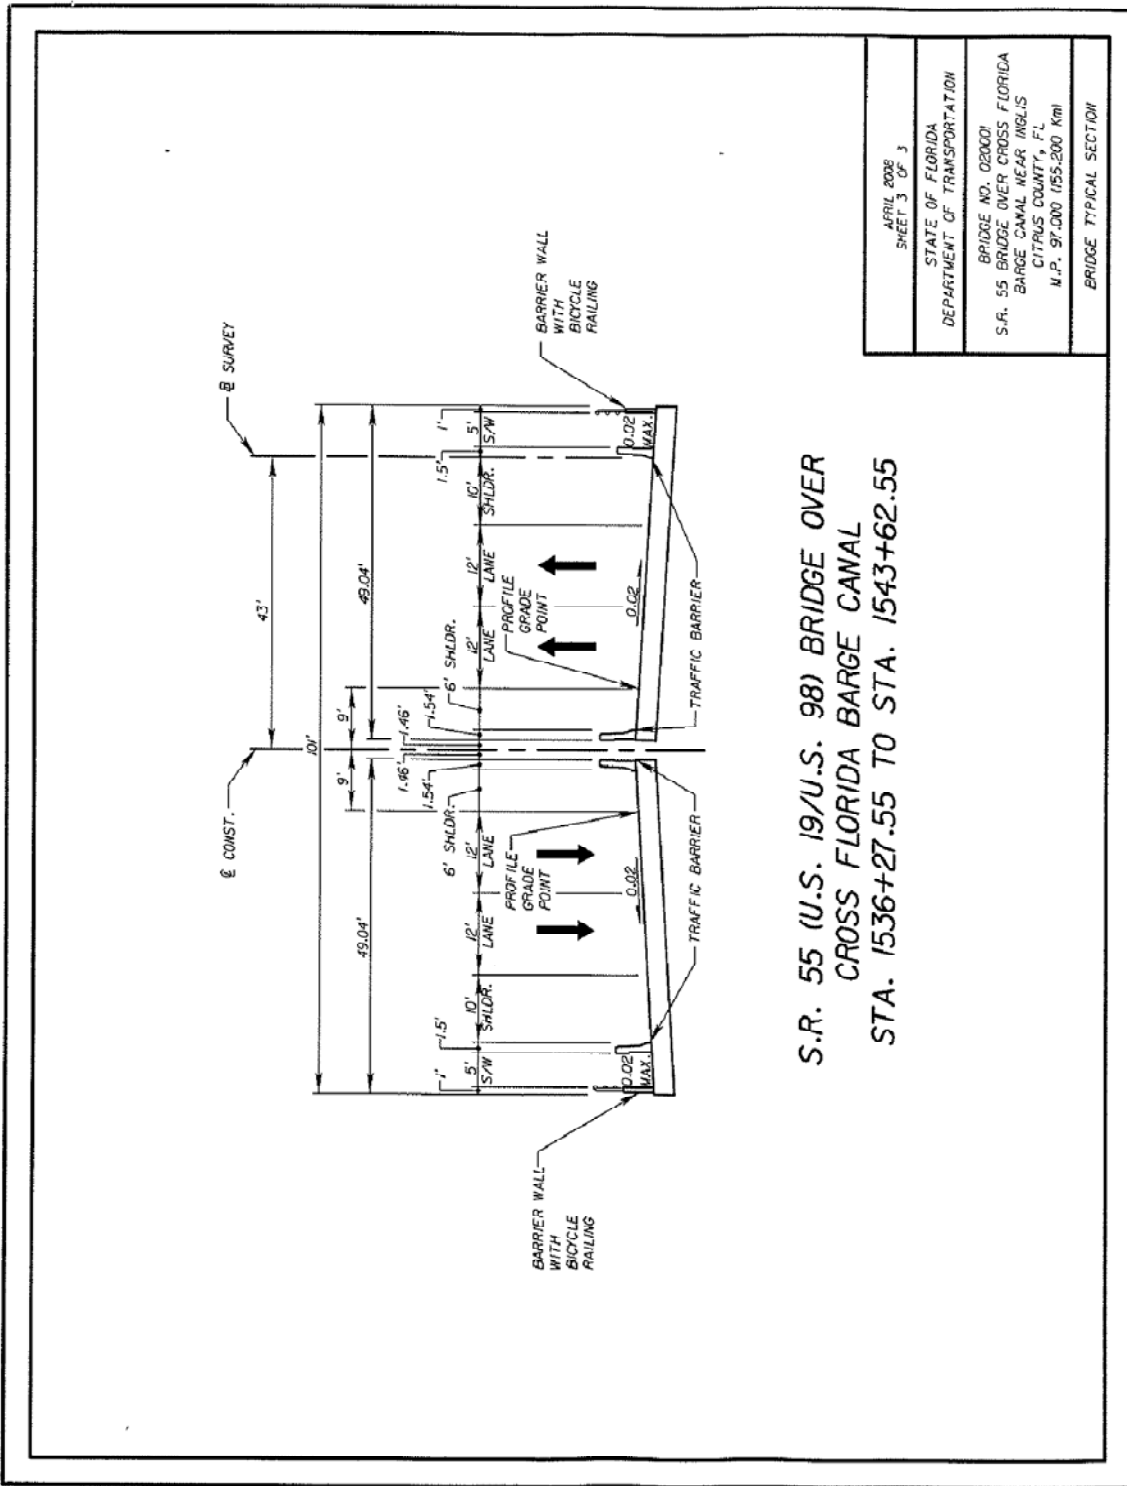 ℄ CONST.
⅊ SURVEY
43'
101'
9'
9'
49.04'
49.04'
1.46'
1.46'
1.54'
1.54'
1'
5'
S/W
1.5'
10'
SHLDR.
12'
LANE
12'
LANE
6' SHLDR.
6' SHLDR.
12'
LANE
12'
LANE
10'
SHLDR.
1.5'
5'
S/W
1'
PROFILE
GRADE
POINT
PROFILE
GRADE
POINT
BARRIER WALL
WITH
BICYCLE
RAILING
BARRIER WALL
WITH
BICYCLE
RAILING
0.02
MAX.
0.02
0.02
0.02
MAX.
TRAFFIC BARRIER
TRAFFIC BARRIER
S.R. 55 (U.S. 19/U.S. 98) BRIDGE OVER
CROSS FLORIDA BARGE CANAL
STA. 1536+27.55 TO STA. 1543+62.55
APRIL 2008
SHEET 3 OF 3
STATE OF FLORIDA
DEPARTMENT OF TRANSPORTATION
BRIDGE NO. 020001
S.R. 55 BRIDGE OVER CROSS FLORIDA
BARGE CANAL NEAR INGLIS
CITRUS COUNTY, FL
M.P. 97.000 (155.200 Km)
BRIDGE TYPICAL SECTION